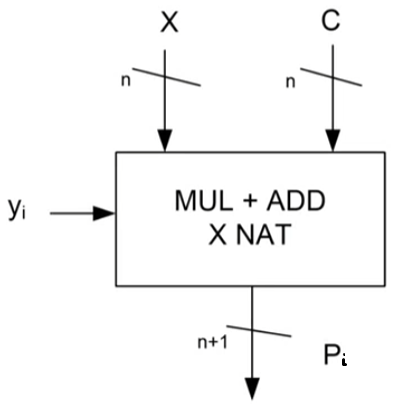 X
C
n
n
yi
MUL + ADD
X NAT
n+1
Pi